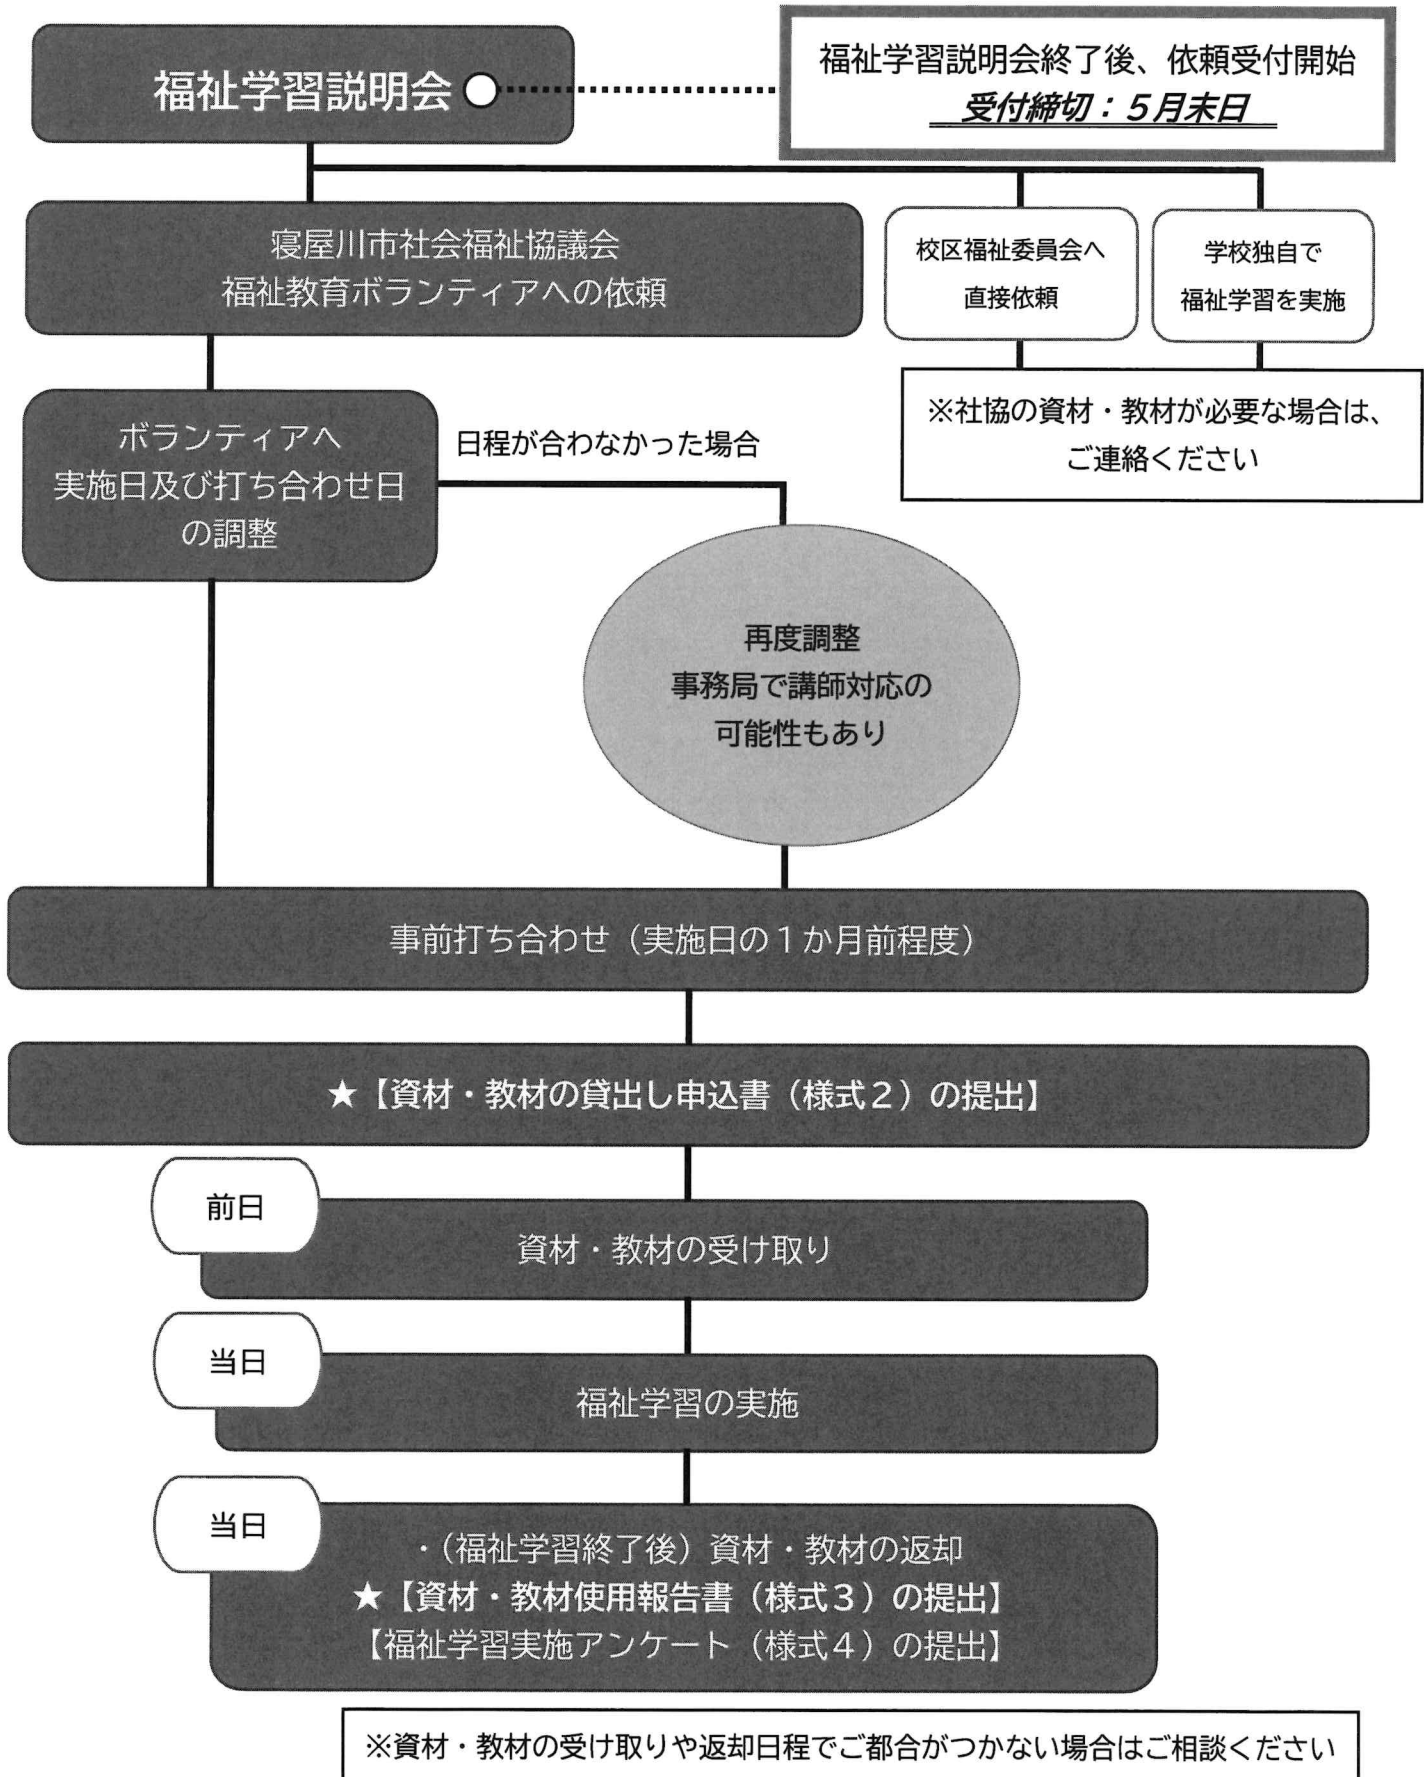 福祉学習説明会
福祉学習説明会終了後、依頼受付開始
受付締切：５月末日
寝屋川市社会福祉協議会
福祉教育ボランティアへの依頼
校区福祉委員会へ
直接依頼
学校独自で
福祉学習を実施
※社協の資材・教材が必要な場合は、
ご連絡ください
ボランティアへ
実施日及び打ち合わせ日
の調整
日程が合わなかった場合
再度調整
事務局で講師対応の
可能性もあり
事前打ち合わせ（実施日の１か月前程度）
★【資材・教材の貸出し申込書（様式２）の提出】
前日
資材・教材の受け取り
当日
福祉学習の実施
当日
・（福祉学習終了後）資材・教材の返却
★【資材・教材使用報告書（様式３）の提出】
【福祉学習実施アンケート（様式４）の提出】
※資材・教材の受け取りや返却日程でご都合がつかない場合はご相談ください